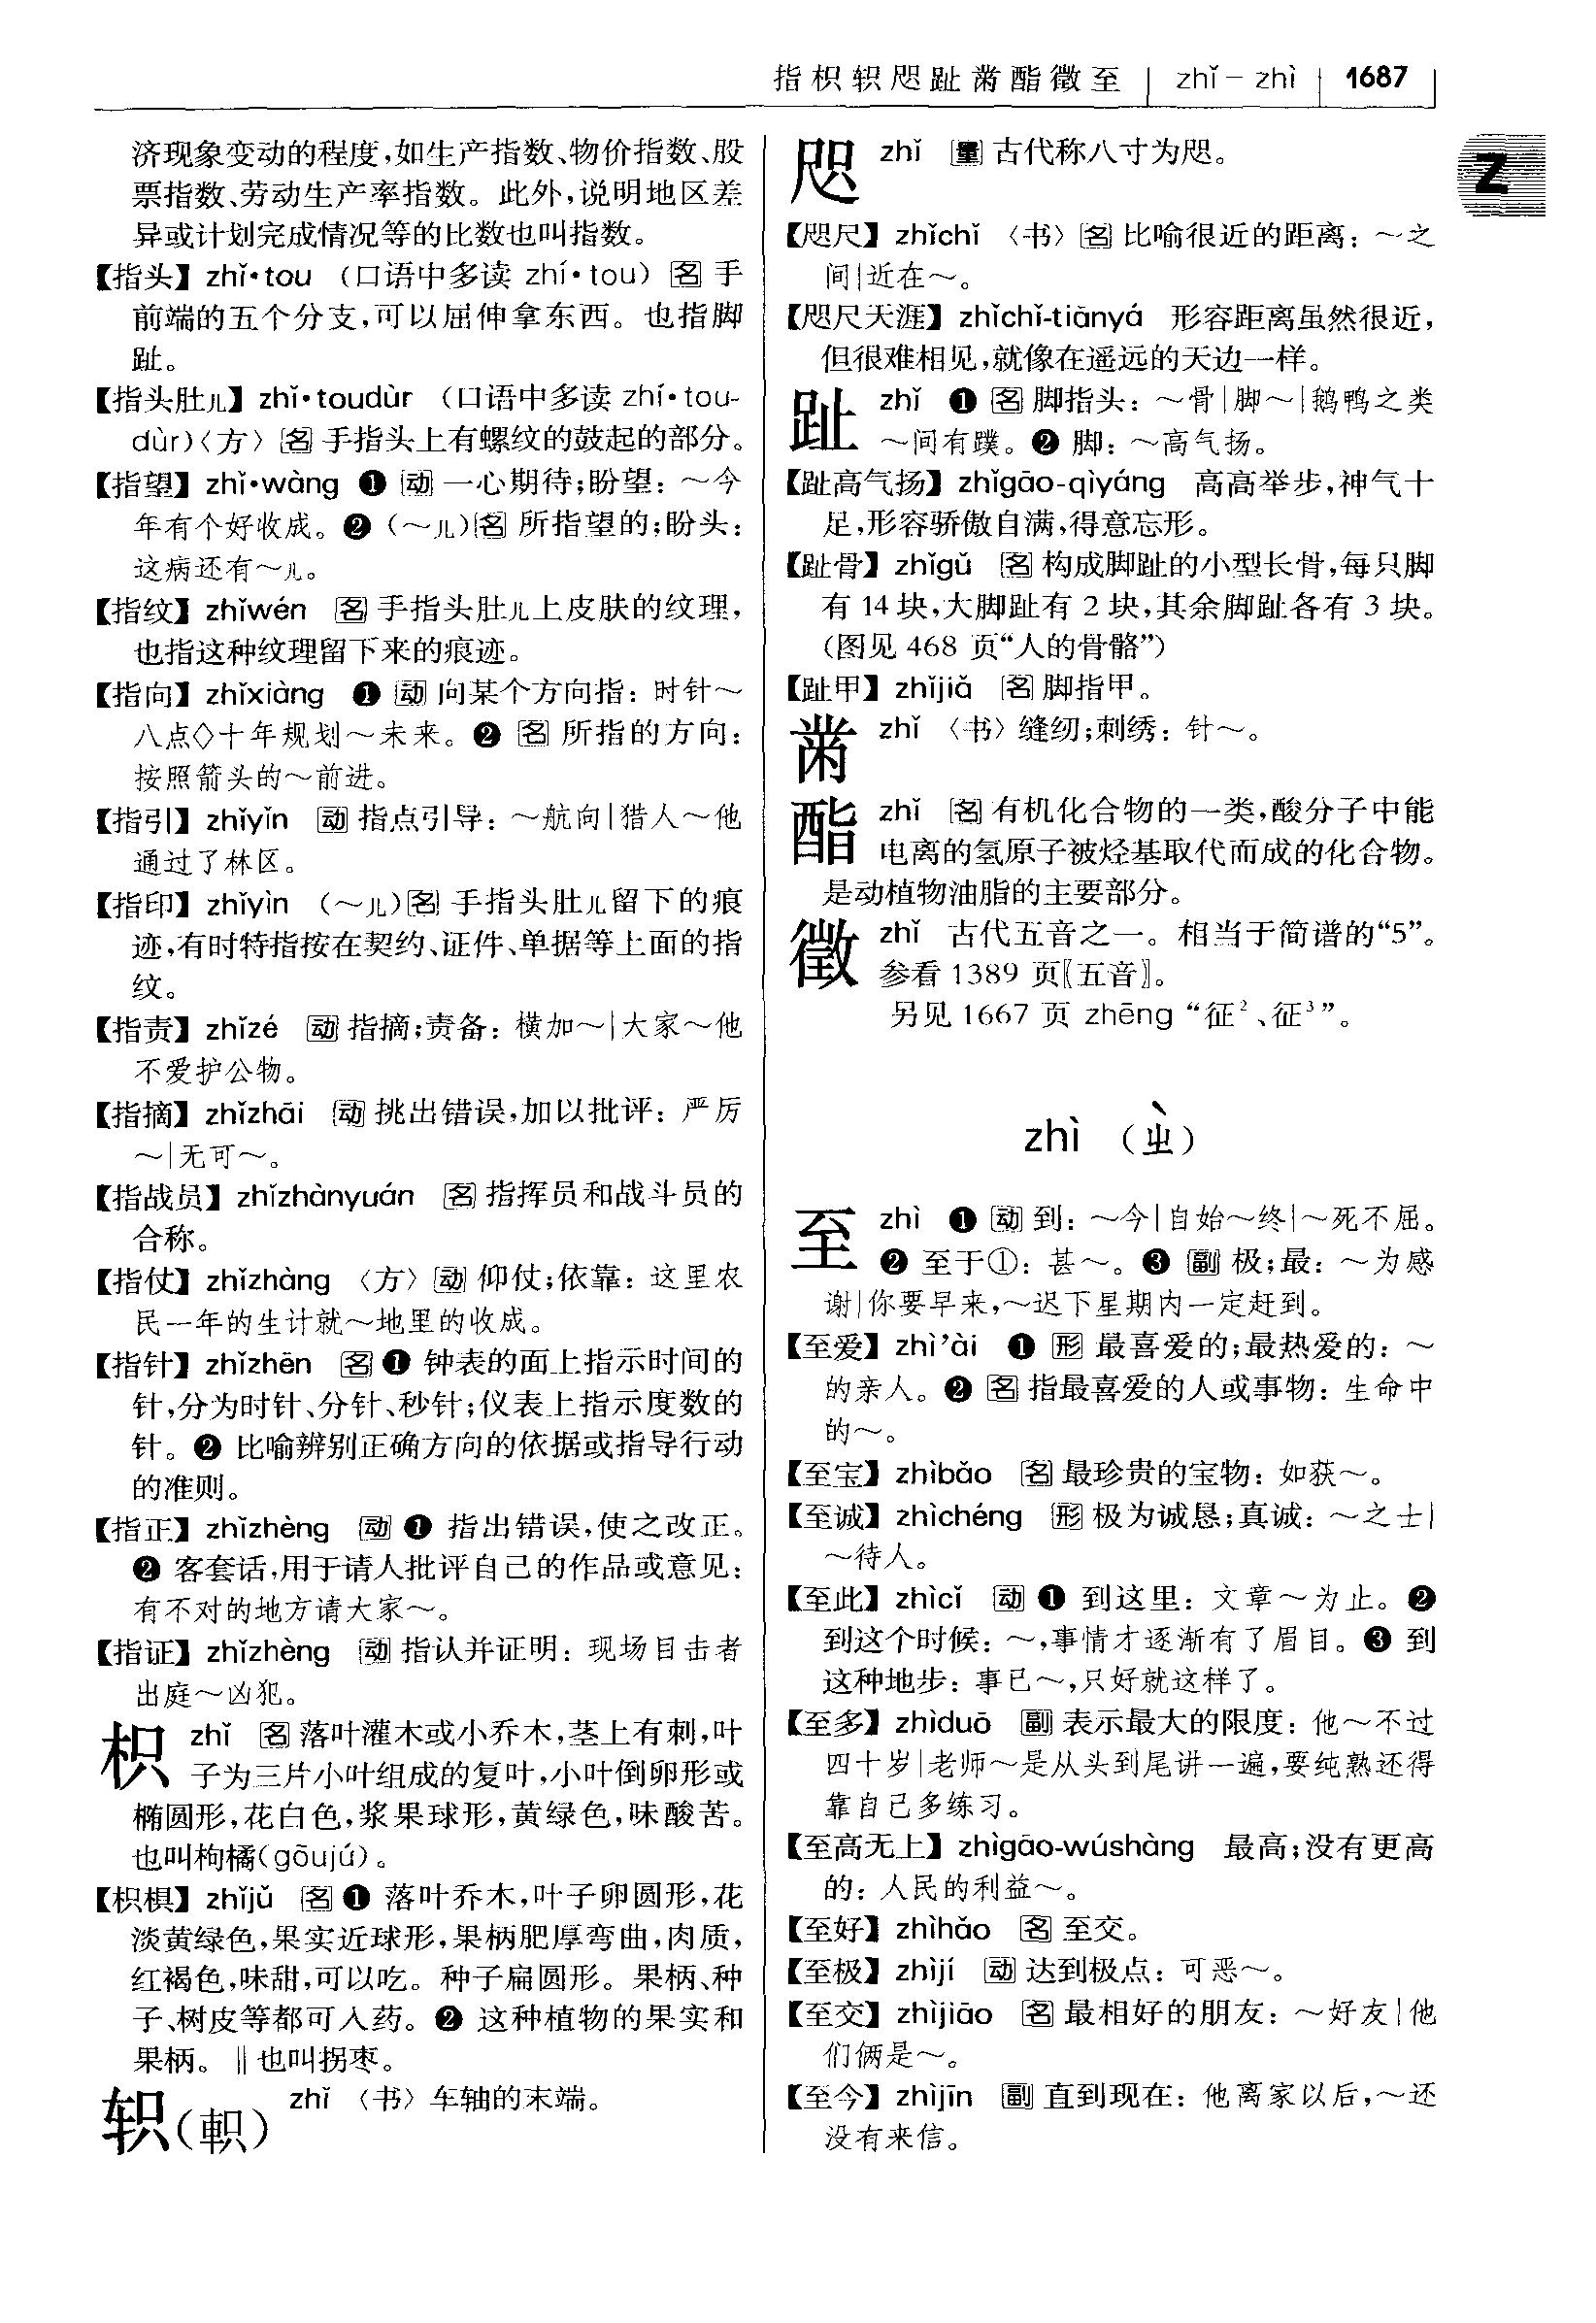 指枳轵咫趾黹酯徵至 | zhǐ – zhì | 1687
Z
济现象变动的程度,如生产指数、物价指数、股
票指数、劳动生产率指数。此外,说明地区差
异或计划完成情况等的比数也叫指数。
【指头】 zhǐ·tou (口语中多读 zhí·tou) 名 手
前端的五个分支,可以屈伸拿东西。也指脚
趾。
【指头肚儿】 zhǐ·toudùr (口语中多读 zhí·tou-
dùr)〈方〉 名 手指头上有螺纹的鼓起的部分。
【指望】 zhǐ·wàng ❶ 动 一心期待;盼望: ～今
年有个好收成。❷ (～儿) 名 所指望的;盼头:
这病还有～儿。
【指纹】 zhǐwén 名 手指头肚儿上皮肤的纹理,
也指这种纹理留下来的痕迹。
【指向】 zhǐxiàng ❶ 动 向某个方向指: 时针～
八点◇十年规划～未来。❷ 名 所指的方向:
按照箭头的～前进。
【指引】 zhǐyǐn 动 指点引导: ～航向|猎人～他
通过了林区。
【指印】 zhǐyìn (～儿) 名 手指头肚儿留下的痕
迹,有时特指按在契约、证件、单据等上面的指
纹。
【指责】 zhǐzé 动 指摘;责备: 横加～|大家～他
不爱护公物。
【指摘】 zhǐzhāi 动 挑出错误,加以批评: 严厉
～|无可～。
【指战员】 zhǐzhànyuán 名 指挥员和战斗员的
合称。
【指仗】 zhǐzhàng 〈方〉 动 仰仗;依靠: 这里农
民一年的生计就～地里的收成。
【指针】 zhǐzhēn 名 ❶ 钟表的面上指示时间的
针,分为时针、分针、秒针;仪表上指示度数的
针。❷ 比喻辨别正确方向的依据或指导行动
的准则。
【指正】 zhǐzhèng 动 ❶ 指出错误,使之改正。
❷ 客套话,用于请人批评自己的作品或意见:
有不对的地方请大家～。
【指证】 zhǐzhèng 动 指认并证明: 现场目击者
出庭～凶犯。
枳 zhǐ 名 落叶灌木或小乔木,茎上有刺,叶
子为三片小叶组成的复叶,小叶倒卵形或
椭圆形,花白色,浆果球形,黄绿色,味酸苦。
也叫枸橘(gōujú)。
【枳椇】 zhǐjǔ 名 ❶ 落叶乔木,叶子卵圆形,花
淡黄绿色,果实近球形,果柄肥厚弯曲,肉质,
红褐色,味甜,可以吃。种子扁圆形。果柄、种
子、树皮等都可入药。❷ 这种植物的果实和
果柄。‖也叫拐枣。
轵(軹) zhǐ 〈书〉 车轴的末端。
咫 zhǐ 量 古代称八寸为咫。
【咫尺】 zhǐchǐ 〈书〉 名 比喻很近的距离: ～之
间|近在～。
【咫尺天涯】 zhǐchǐ-tiānyá 形容距离虽然很近,
但很难相见,就像在遥远的天边一样。
趾 zhǐ ❶ 名 脚指头: ～骨|脚～|鹅鸭之类
～间有蹼。❷ 脚: ～高气扬。
【趾高气扬】 zhǐgāo-qìyáng 高高举步,神气十
足,形容骄傲自满,得意忘形。
【趾骨】 zhǐgǔ 名 构成脚趾的小型长骨,每只脚
有 14 块,大脚趾有 2 块,其余脚趾各有 3 块。
(图见 468 页“人的骨骼”)
【趾甲】 zhǐjiǎ 名 脚指甲。
黹 zhǐ 〈书〉 缝纫;刺绣: 针～。
酯 zhǐ 名 有机化合物的一类,酸分子中能
电离的氢原子被烃基取代而成的化合物。
是动植物油脂的主要部分。
徵 zhǐ 古代五音之一。相当于简谱的“5”。
参看 1389 页〖五音〗。
另见 1667 页 zhēng “征²、征³”。
zhì (ㄓˋ)
至 zhì ❶ 动 到: ～今|自始～终|～死不屈。
❷ 至于①: 甚～。❸ 副 极;最: ～为感
谢|你要早来,～迟下星期内一定赶到。
【至爱】 zhì’ài ❶ 形 最喜爱的;最热爱的: ～
的亲人。❷ 名 指最喜爱的人或事物: 生命中
的～。
【至宝】 zhìbǎo 名 最珍贵的宝物: 如获～。
【至诚】 zhìchéng 形 极为诚恳;真诚: ～之士|
～待人。
【至此】 zhìcǐ 动 ❶ 到这里: 文章～为止。❷
到这个时候: ～,事情才逐渐有了眉目。❸ 到
这种地步: 事已～,只好就这样了。
【至多】 zhìduō 副 表示最大的限度: 他～不过
四十岁|老师～是从头到尾讲一遍,要纯熟还得
靠自己多练习。
【至高无上】 zhìgāo-wúshàng 最高;没有更高
的: 人民的利益～。
【至好】 zhìhǎo 名 至交。
【至极】 zhìjí 动 达到极点: 可恶～。
【至交】 zhìjiāo 名 最相好的朋友: ～好友|他
们俩是～。
【至今】 zhìjīn 副 直到现在: 他离家以后,～还
没有来信。